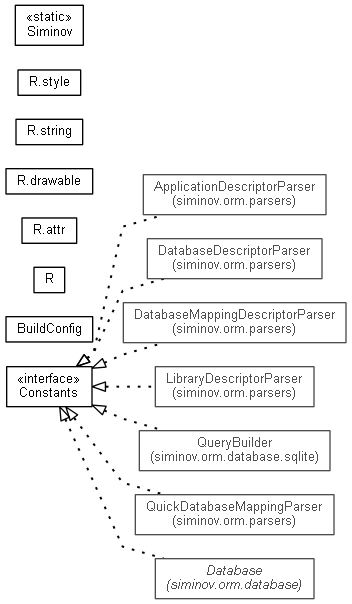 «static»
Siminov
R.style
R.string
R.drawable
R.attr
R
BuildConfig
«interface»
Constants
ApplicationDescriptorParser
(siminov.orm.parsers)
DatabaseDescriptorParser
(siminov.orm.parsers)
DatabaseMappingDescriptorParser
(siminov.orm.parsers)
LibraryDescriptorParser
(siminov.orm.parsers)
QueryBuilder
(siminov.orm.database.sqlite)
QuickDatabaseMappingParser
(siminov.orm.parsers)
Database
(siminov.orm.database)